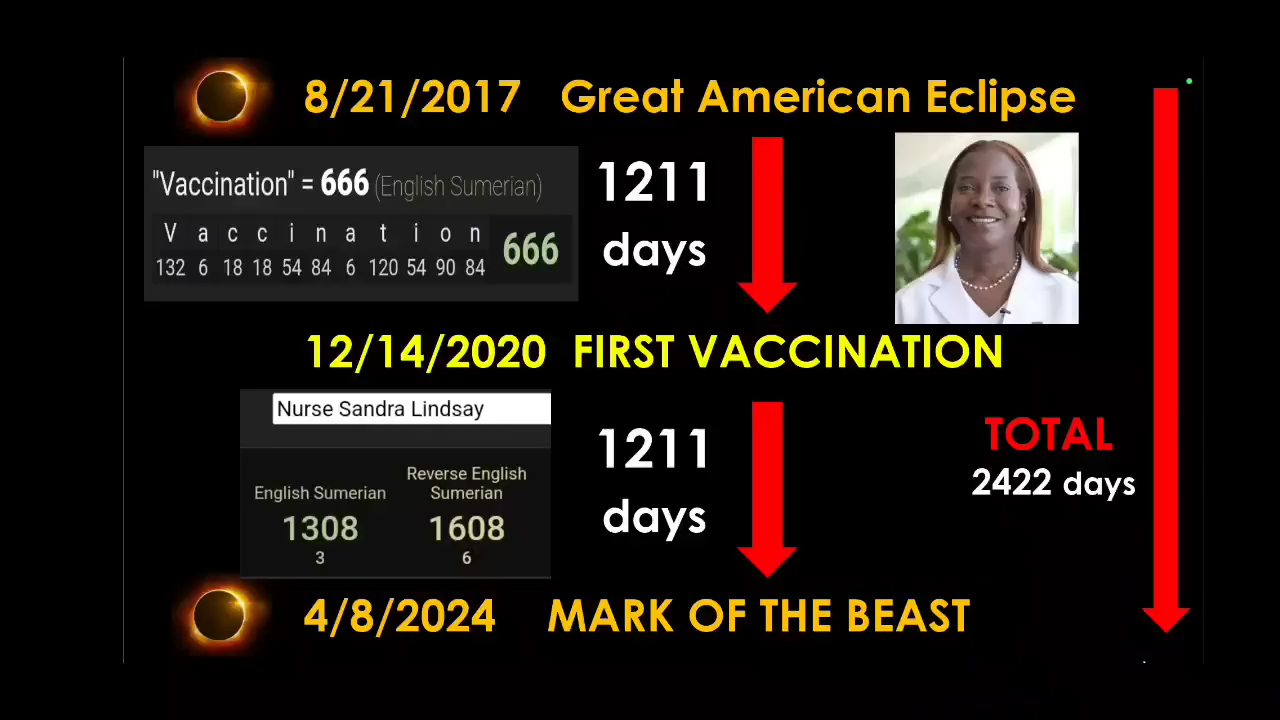 8/21/2017 Great American Eclipse
"Vaccination" = 666 (English Sumerian)
V a c c i n a t i o n
132 6 18 18 54 84 6 120 54 90 84
666
1211
days
12/14/2020 FIRST VACCINATION
Nurse Sandra Lindsay
English Sumerian
1308
3
Reverse English
Sumerian
1608
6
1211
days
TOTAL
2422 days
4/8/2024 MARK OF THE BEAST